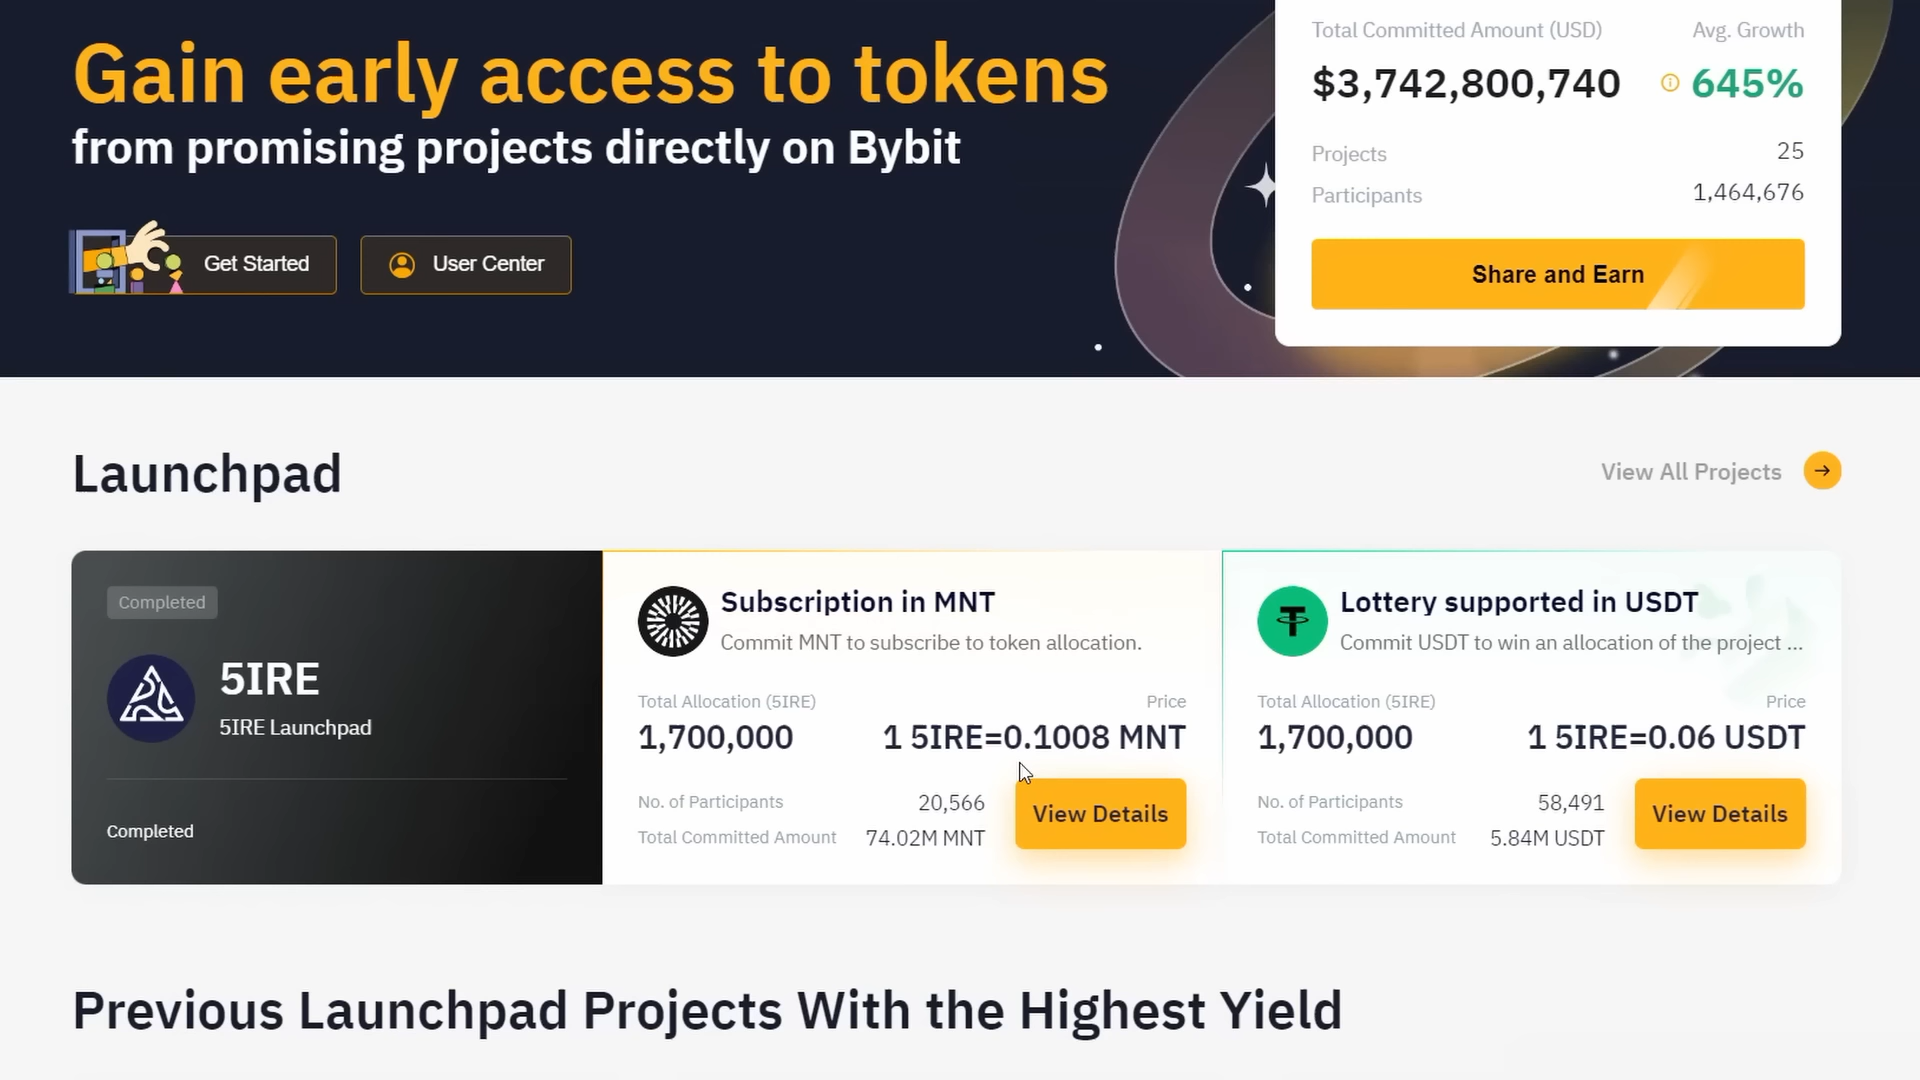 Gain early access to tokens
from promising projects directly on Bybit
Get Started
User Center
Total Committed Amount (USD)
Avg. Growth
$3,742,800,740
645%
Projects
25
Participants
1,464,676
Share and Earn
Launchpad
View All Projects
Completed
5IRE
5IRE Launchpad
Completed
Subscription in MNT
Commit MNT to subscribe to token allocation.
Total Allocation (5IRE)
Price
1,700,000
1 5IRE=0.1008 MNT
No. of Participants
20,566
Total Committed Amount
74.02M MNT
View Details
Lottery supported in USDT
Commit USDT to win an allocation of the project ...
Total Allocation (5IRE)
Price
1,700,000
1 5IRE=0.06 USDT
No. of Participants
58,491
Total Committed Amount
5.84M USDT
View Details
Previous Launchpad Projects With the Highest Yield